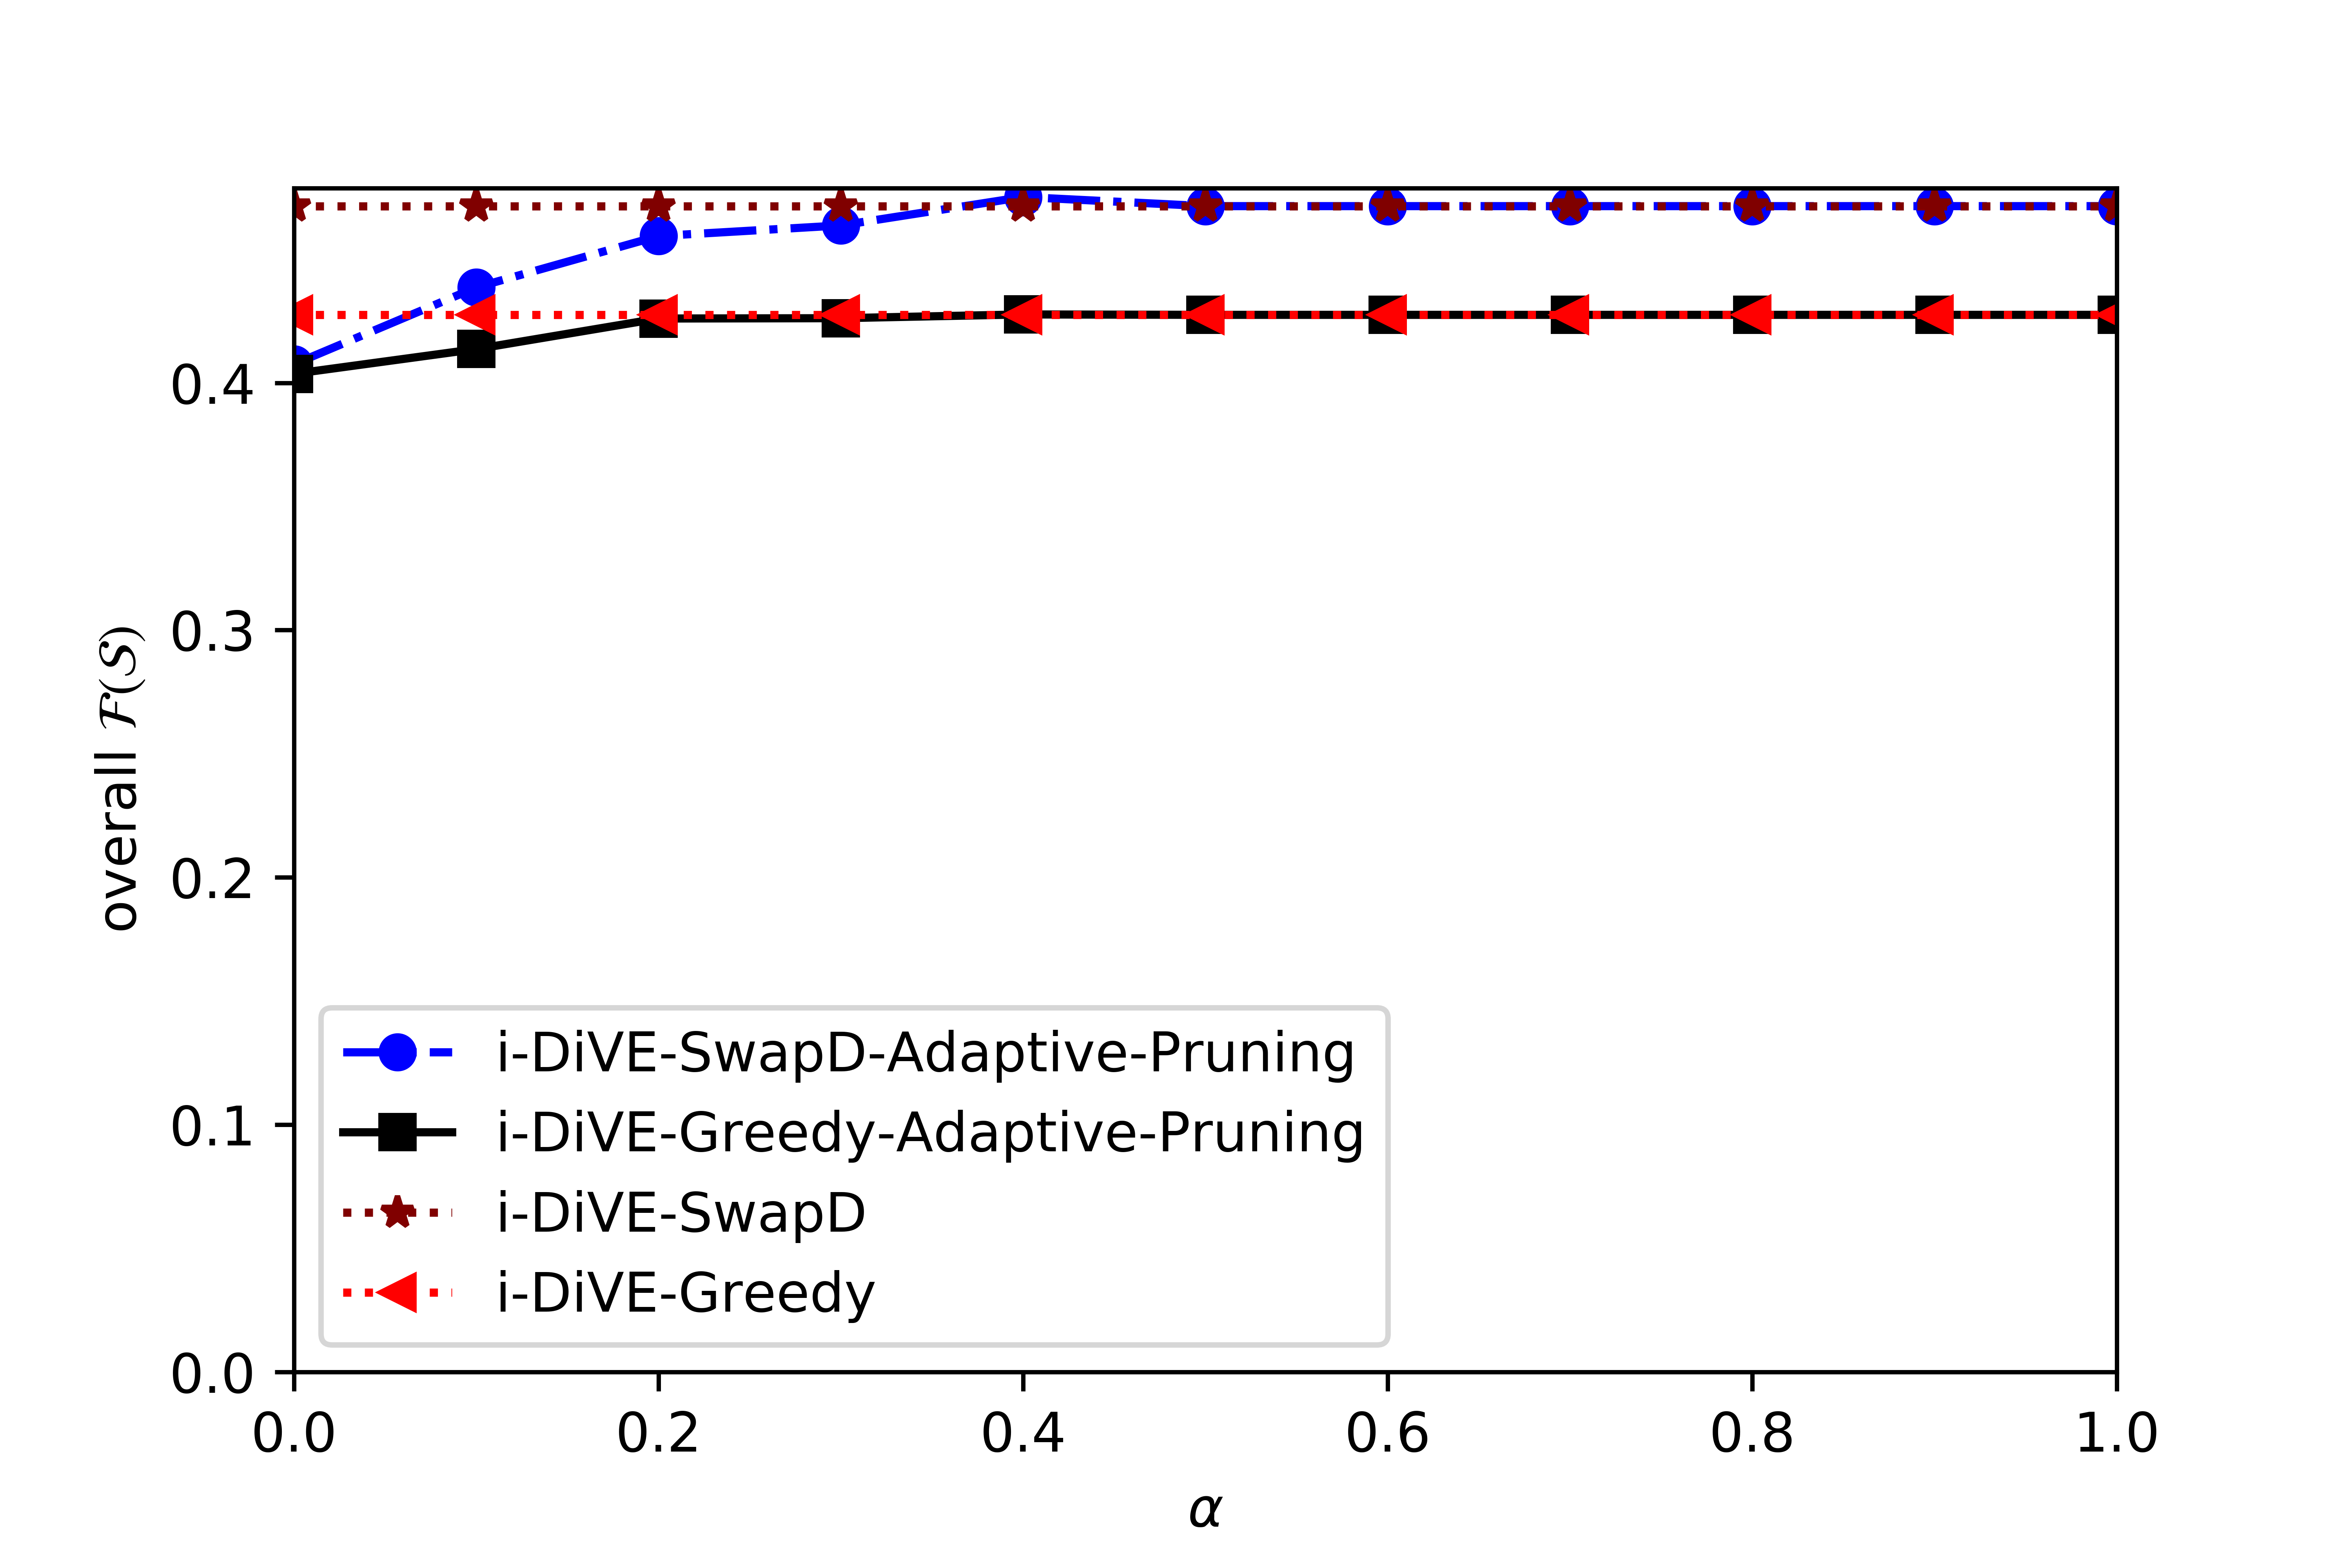 overall 𝓕(𝓢)
0.4
0.3
0.2
0.1
0.0
i-DiVE-SwapD-Adaptive-Pruning
i-DiVE-Greedy-Adaptive-Pruning
i-DiVE-SwapD
i-DiVE-Greedy
0.0 0.2 0.4 0.6 0.8 1.0
α